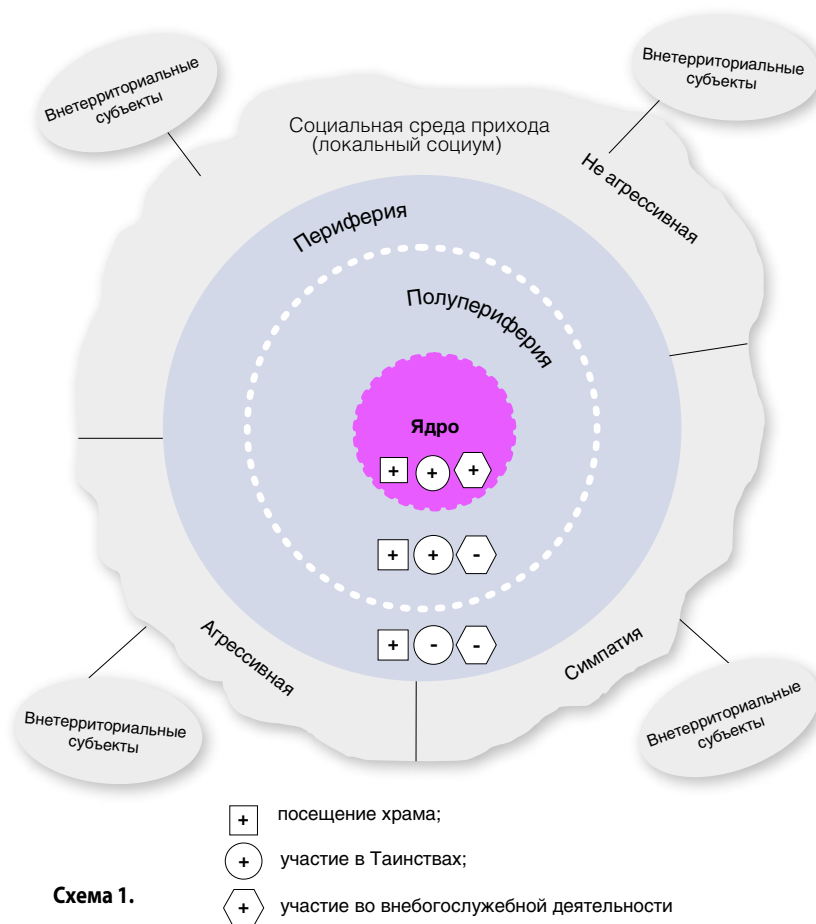 Внетерриториальные
субъекты
Внетерриториальные
субъекты
Социальная среда прихода
(локальный социум)
Не агрессивная
Периферия
Полупериферия
Ядро
+ + +
+ + -
+ - -
Агрессивная
Симпатия
Внетерриториальные
субъекты
Внетерриториальные
субъекты
+ посещение храма;
+ участие в Таинствах;
+ участие во внебогослужебной деятельности
Схема 1.